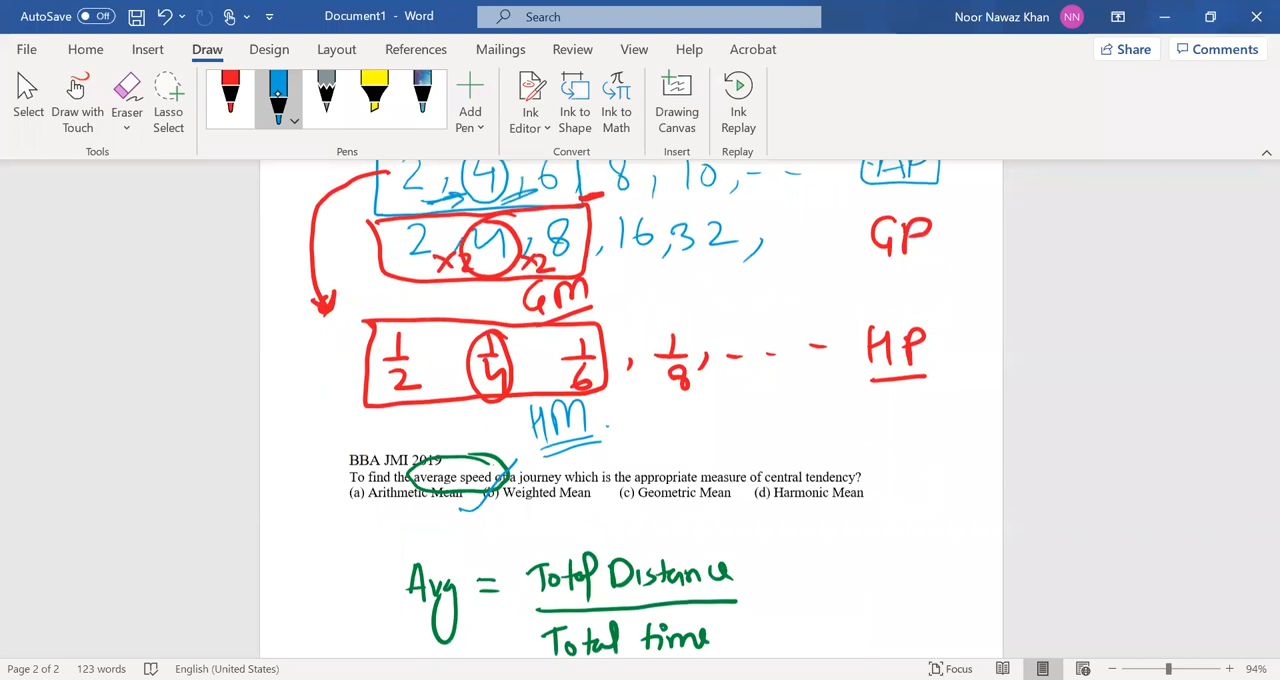 AutoSave Off Document1 - Word Search Noor Nawaz Khan NN
File Home Insert Draw Design Layout References Mailings Review View Help Acrobat Share Comments
Select Draw with Touch Eraser Lasso Select Add Pen Ink Editor Ink to Shape Ink to Math Drawing Canvas Ink Replay
Tools Pens Convert Insert Replay
2, 4, 6, 8, 10, - - AP
2, 4, 8, 16, 32, GP
×2 ×2
GM
1/2 1/4 1/6, 1/8, - - - HP
HM.
BBA JMI 2019
To find the average speed of a journey which is the appropriate measure of central tendency?
(a) Arithmetic Mean (b) Weighted Mean (c) Geometric Mean (d) Harmonic Mean
Avg = Total Distance
Total time
Page 2 of 2 123 words English (United States) Focus 94%